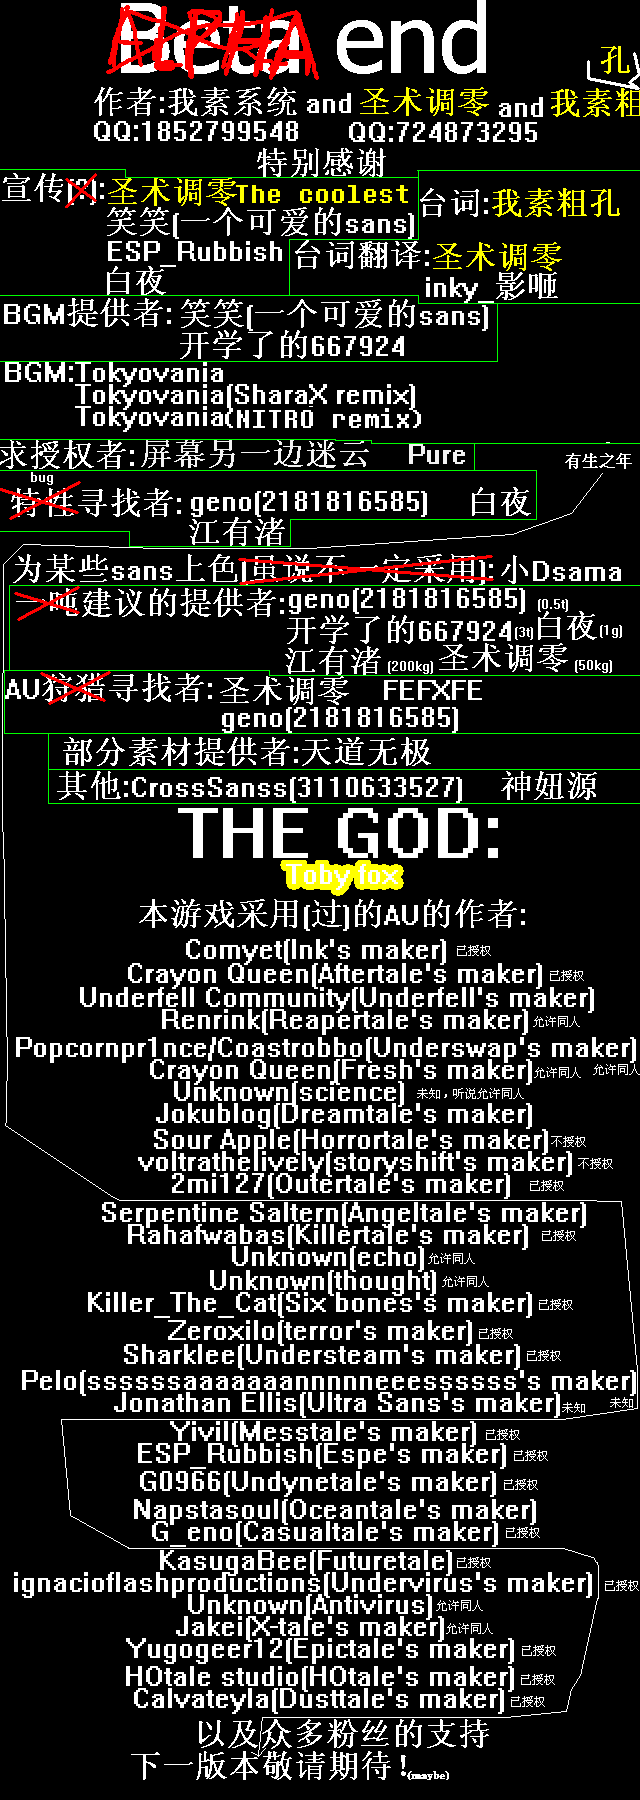 Beta end
ALPHA
作者:我素系统 and 圣术调零 and 我素粗孔
QQ:1852799548 QQ:724873295
特别感谢
宣传(?):圣术调零The coolest
笑笑(一个可爱的sans)
ESP_Rubbish
白夜
台词:我素粗孔
台词翻译:圣术调零
inky_影咂
BGM提供者:笑笑(一个可爱的sans)
开学了的667924
BGM:Tokyovania
Tokyovania(SharaX remix)
Tokyovania(NITRO remix)
求授权者:屏幕另一边迷云 Pure
有生之年
bug
特性寻找者:geno(2181816585) 白夜
江有渚
为某些sans上色(虽说不一定采用):小Dsama
一吨建议的提供者:geno(2181816585) (0.5t)
开学了的667924(3t)白夜(1g)
江有渚(200kg)圣术调零(50kg)
AU狩猎寻找者:圣术调零 FEFXFE
geno(2181816585)
部分素材提供者:天道无极
其他:CrossSanss(3110633527) 神妞源
THE GOD:
Toby fox
本游戏采用(过)的AU的作者:
Comyet(Ink's maker) 已授权
Crayon Queen(Aftertale's maker) 已授权
Underfell Community(Underfell's maker)
Renrink(Reapertale's maker) 允许同人
Popcornpr1nce/Coastrobbo(Underswap's maker)
Crayon Queen(Fresh's maker) 允许同人 允许同人
Unknown(science) 未知，听说允许同人
Jokublog(Dreamtale's maker)
Sour Apple(Horrortale's maker)不授权
voltrathelively(storyshift's maker)不授权
2mi127(Outertale's maker) 已授权
Serpentine Saltern(Angeltale's maker)
Rahafwabas(Killertale's maker) 已授权
Unknown(echo)允许同人
Unknown(thought)允许同人
Killer_The_Cat(Six bones's maker)已授权
Zeroxilo(terror's maker)已授权
Sharklee(Understeam's maker)已授权
Pelo(ssssssaaaaaaannnnnneeeessssss's maker)
Jonathan Ellis(Ultra Sans's maker)未知 未知
Yivil(Messtale's maker) 已授权
ESP_Rubbish(Espe's maker)已授权
G0966(Undynetale's maker)已授权
Napstasoul(Oceantale's maker)
G_eno(Casualtale's maker)已授权
KasugaBee(Futuretale)已授权
ignacioflashproductions(Undervirus's maker) 已授权
Unknown(Antivirus)允许同人
Jakei(X-tale's maker)允许同人
Yugogeer12(Epictale's maker)已授权
HOtale studio(HOtale's maker)已授权
Calvateyla(Dusttale's maker)已授权
以及众多粉丝的支持
下一版本敬请期待！(maybe)